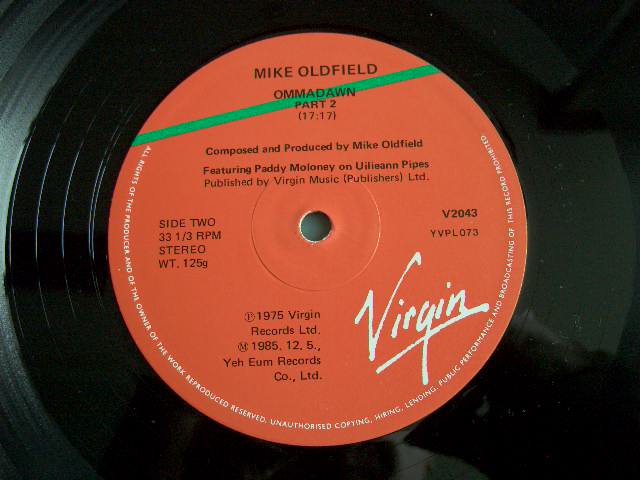 MIKE OLDFIELD
OMMADAWN
PART 2
(17:17)
Composed and Produced by Mike Oldfield
Featuring Paddy Moloney on Uilieann Pipes
Published by Virgin Music (Publishers) Ltd.
SIDE TWO
33 1/3 RPM
STEREO
WT. 125g
V2043
YVPL073
Ⓟ1975 Virgin
Records Ltd.
Ⓜ1985. 12. 5.,
Yeh Eum Records
Co., Ltd.
Virgin
ALL RIGHTS OF THE PRODUCER AND OF THE OWNER OF THE WORK REPRODUCED RESERVED. UNAUTHORISED COPYING, HIRING, LENDING, PUBLIC PERFORMANCE AND BROADCASTING OF THIS RECORD PROHIBITED.